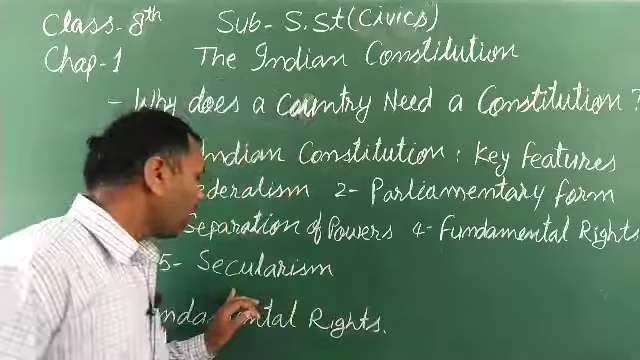 Class-8th Sub- S.St (Civics)
Chap-1 The Indian Constitution
- Why does a Country Need a Constitution?
Indian Constitution : Key Features
Federalism 2- Parliamentary form
Separation of Powers 4- Fundamental Rights
5- Secularism
Rights.